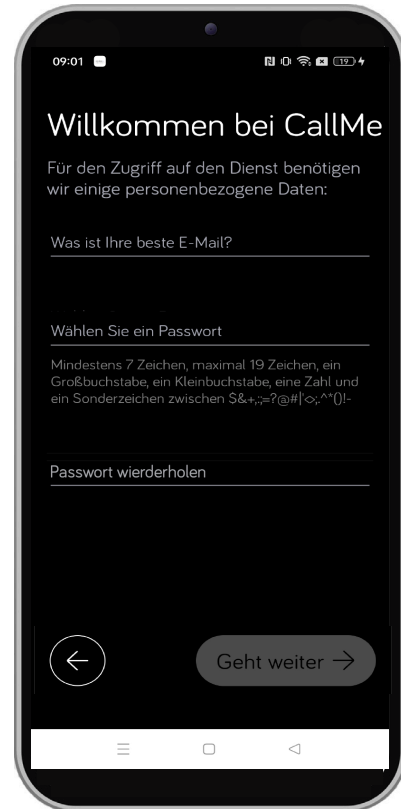 09:01
19
Willkommen bei CallMe
Für den Zugriff auf den Dienst benötigen
wir einige personenbezogene Daten:
Was ist Ihre beste E-Mail?
Wählen Sie ein Passwort
Mindestens 7 Zeichen, maximal 19 Zeichen, ein
Großbuchstabe, ein Kleinbuchstabe, eine Zahl und
ein Sonderzeichen zwischen $&+,:;=?@#|'<>;.^*()!-
Passwort wierderholen
Geht weiter →